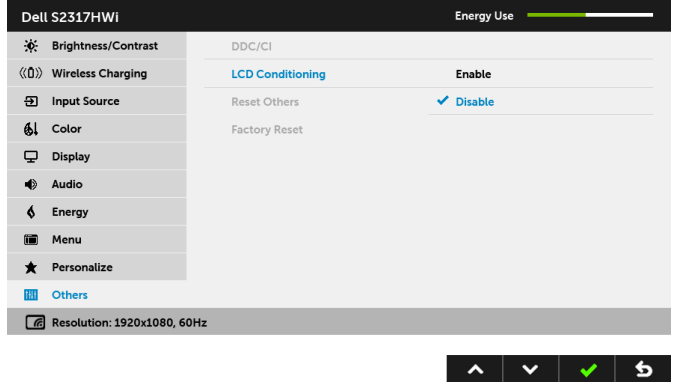 Dell S2317HWi Energy Use
Brightness/Contrast DDC/CI
Wireless Charging LCD Conditioning Enable
Input Source Reset Others Disable
Color Factory Reset
Display
Audio
Energy
Menu
Personalize
Others
Resolution: 1920x1080, 60Hz